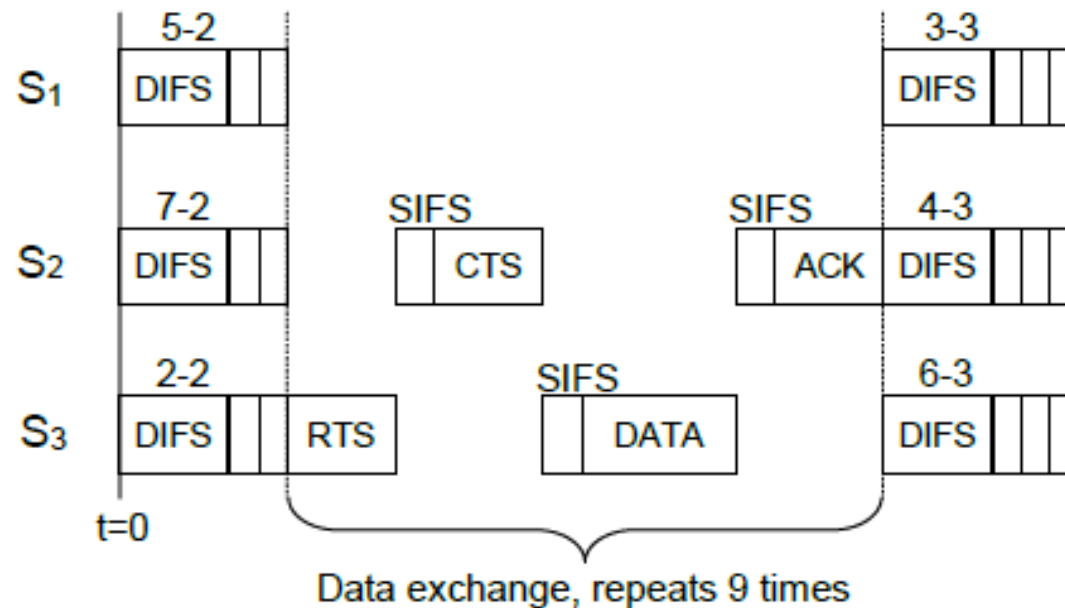 5-2 3-3
S1 DIFS DIFS
7-2 SIFS SIFS 4-3
S2 DIFS CTS ACK DIFS
2-2 SIFS 6-3
S3 DIFS RTS DATA DIFS
t=0
Data exchange, repeats 9 times